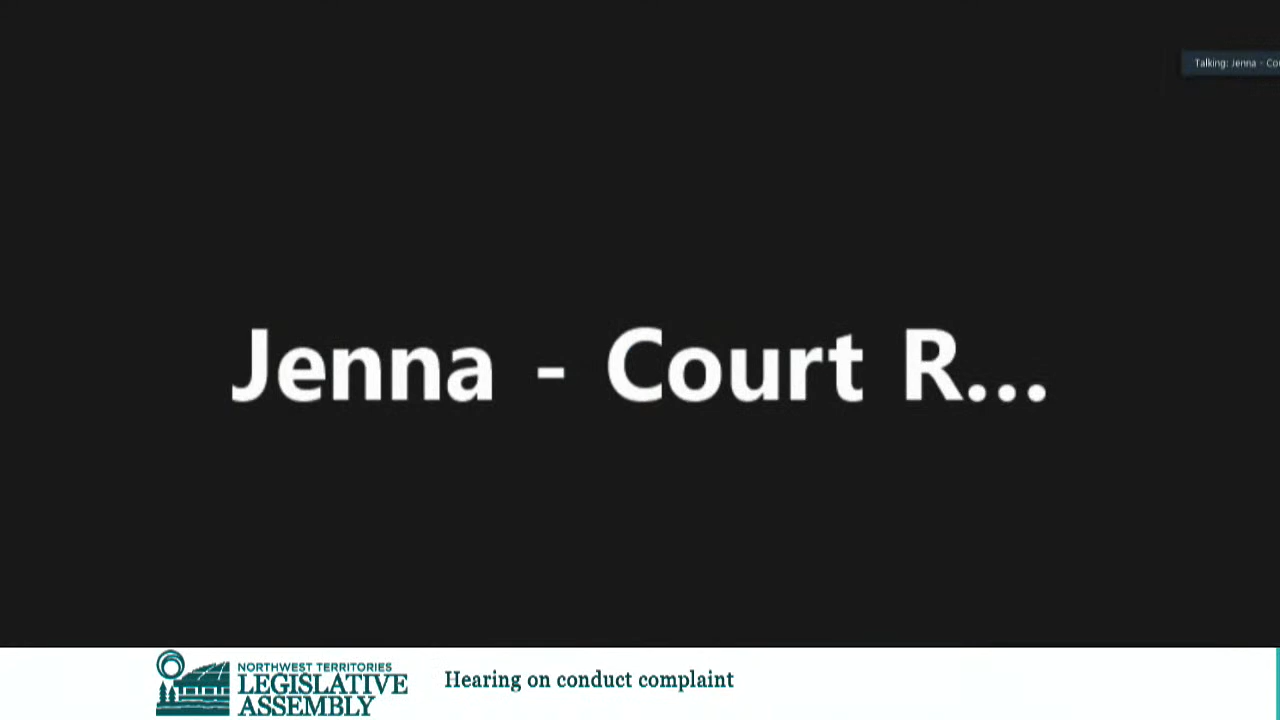 Talking: Jenna - Co
Jenna - Court R...
NORTHWEST TERRITORIES
LEGISLATIVE
ASSEMBLY
Hearing on conduct complaint